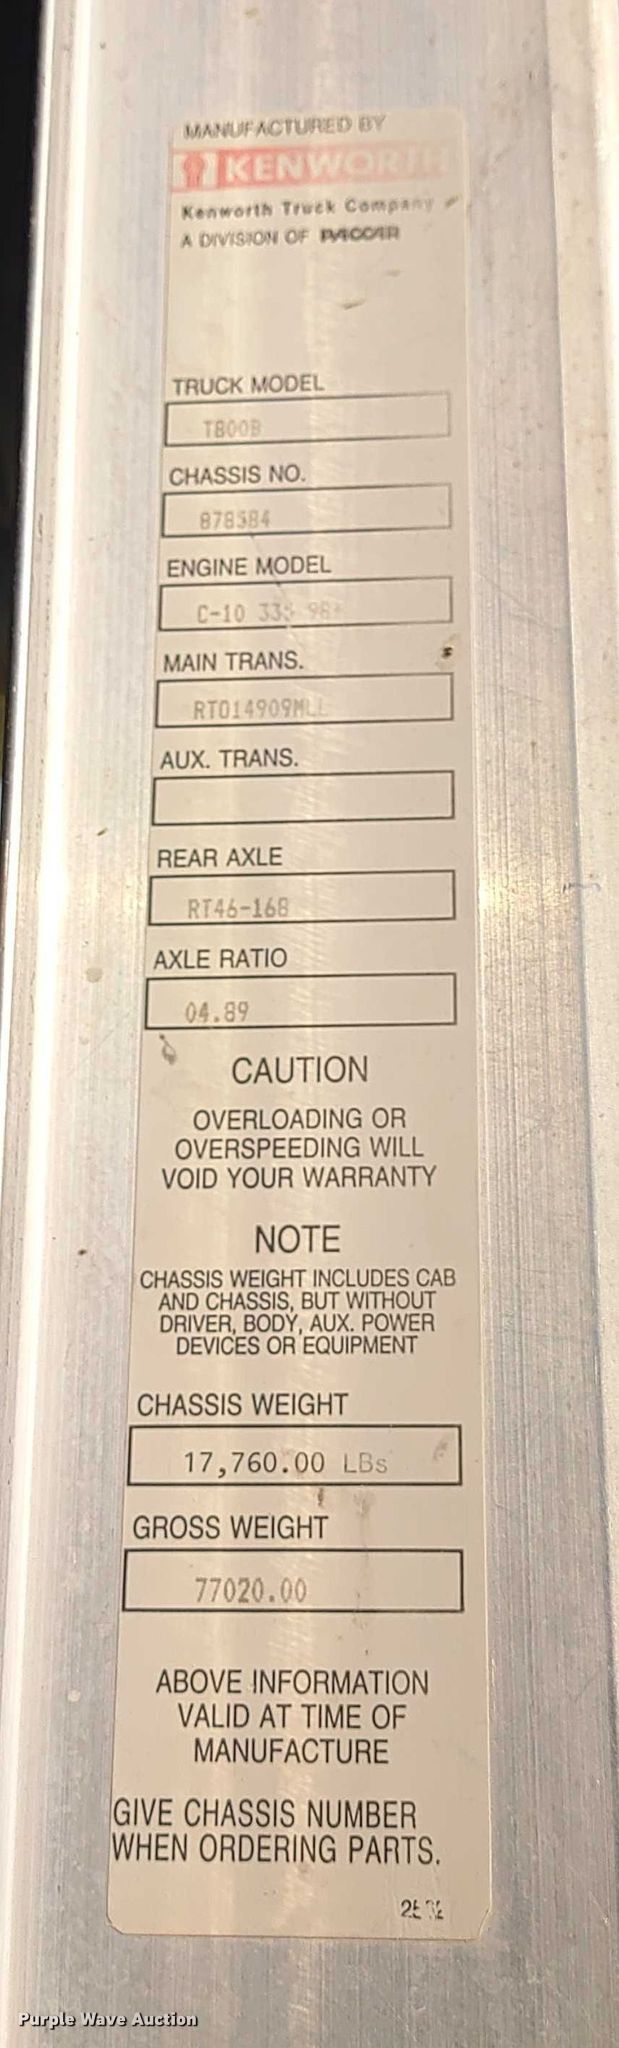 MANUFACTURED BY
KENWORTH
Kenworth Truck Company
A DIVISION OF PACCAR
TRUCK MODEL
T800B
CHASSIS NO.
878584
ENGINE MODEL
C-10 335 98*
MAIN TRANS.
RTO14909MLL
AUX. TRANS.
REAR AXLE
RT46-168
AXLE RATIO
04.89
CAUTION
OVERLOADING OR
OVERSPEEDING WILL
VOID YOUR WARRANTY
NOTE
CHASSIS WEIGHT INCLUDES CAB
AND CHASSIS, BUT WITHOUT
DRIVER, BODY, AUX. POWER
DEVICES OR EQUIPMENT
CHASSIS WEIGHT
17,760.00 LBs
GROSS WEIGHT
77020.00
ABOVE INFORMATION
VALID AT TIME OF
MANUFACTURE
GIVE CHASSIS NUMBER
WHEN ORDERING PARTS.
Purple Wave Auction